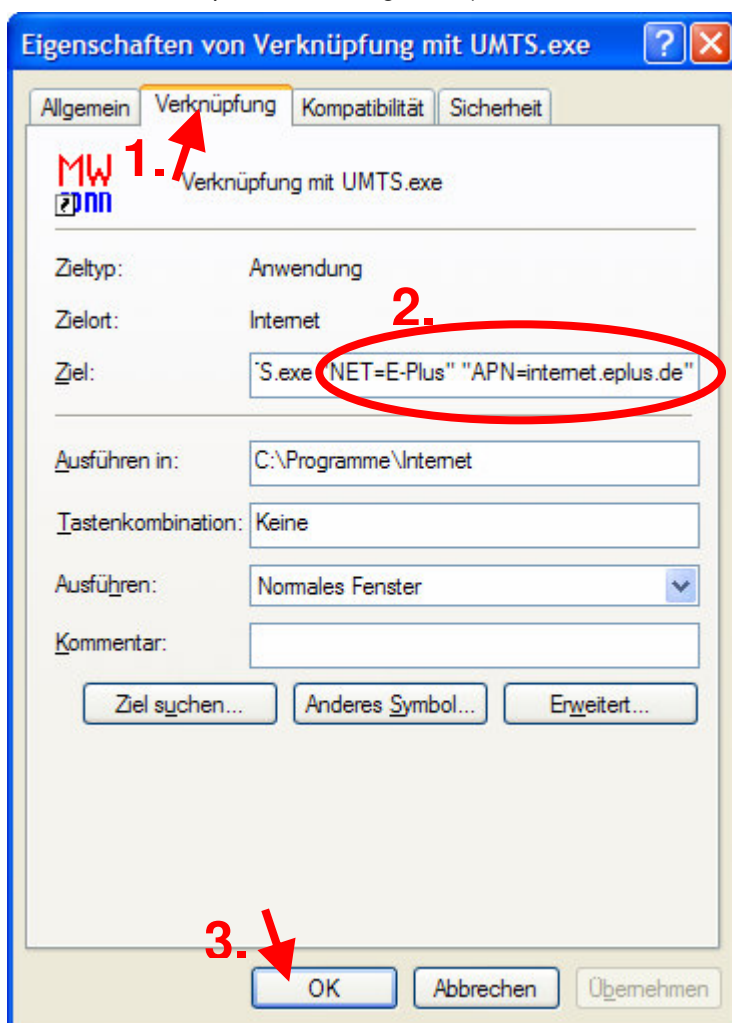 Eigenschaften von Verknüpfung mit UMTS.exe
Allgemein Verknüpfung Kompatibilität Sicherheit
1.
MW
Verknüpfung mit UMTS.exe
Zieltyp: Anwendung
2.
Zielort: Internet
Ziel: S.exe "NET=E-Plus" "APN=internet.eplus.de"
Ausführen in: C:\Programme\Internet
Tastenkombination: Keine
Ausführen: Normales Fenster
Kommentar:
Ziel suchen... Anderes Symbol... Erweitert...
3.
OK Abbrechen Übernehmen